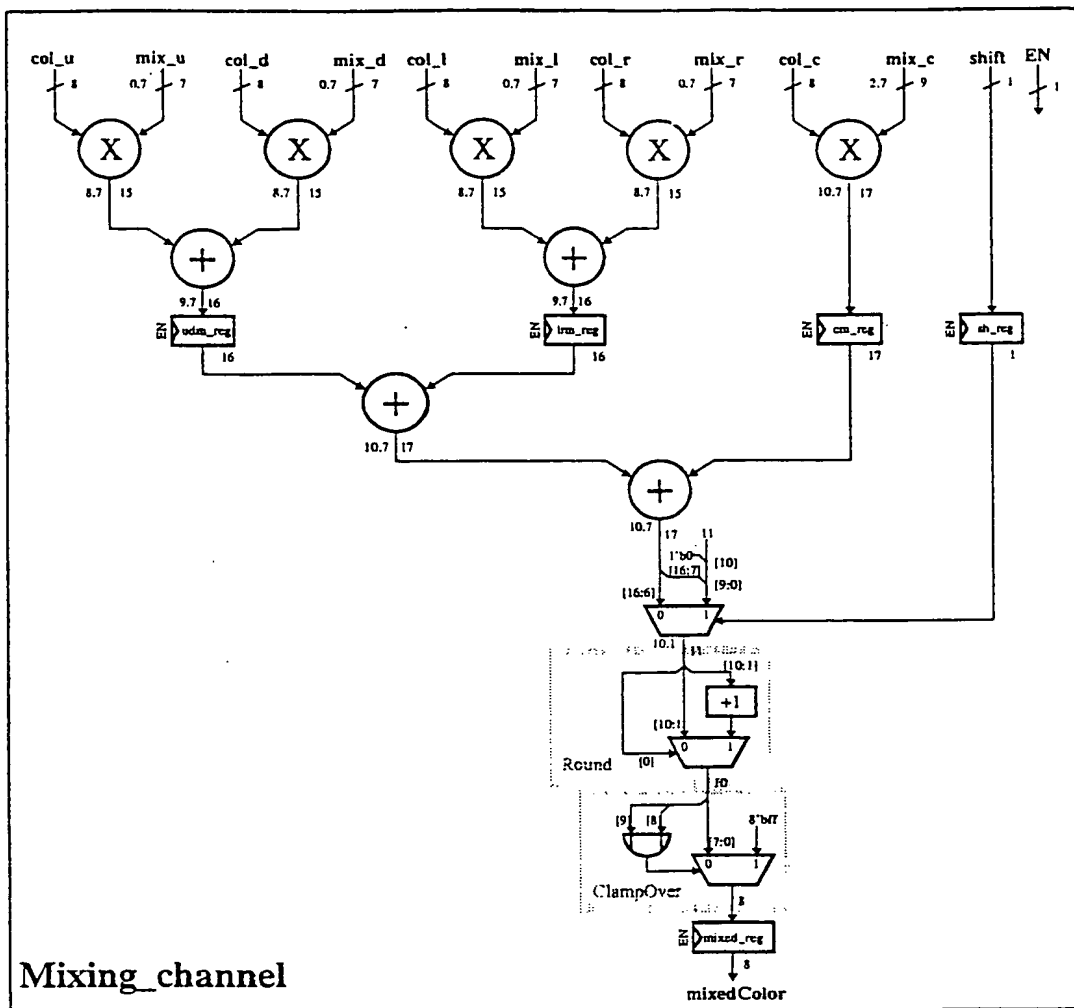 col_u mix_u col_d mix_d col_l mix_l col_r mix_r col_c mix_c shift EN
8 0.7 7 8 0.7 7 8 0.7 7 8 0.7 7 8 2.7 9 1 1
X X X X X
8.7 15 8.7 15 8.7 15 8.7 15 10.7 17
+ +
9.7 16 9.7 16
EN udm_reg EN lrm_reg EN cm_reg EN sh_reg
16 16 17 1
+
10.7 17
+
10.7 17 11
1'b0 [10]
[16:7] [9:0]
[16:6]
0 1
10.1 11
[10:1]
+1
[10:1]
0 1
[0]
Round
10
[9] [8] 8'bff
[7:0]
0 1
ClampOver
8
EN mixed_reg
8
Mixing_channel
mixedColor